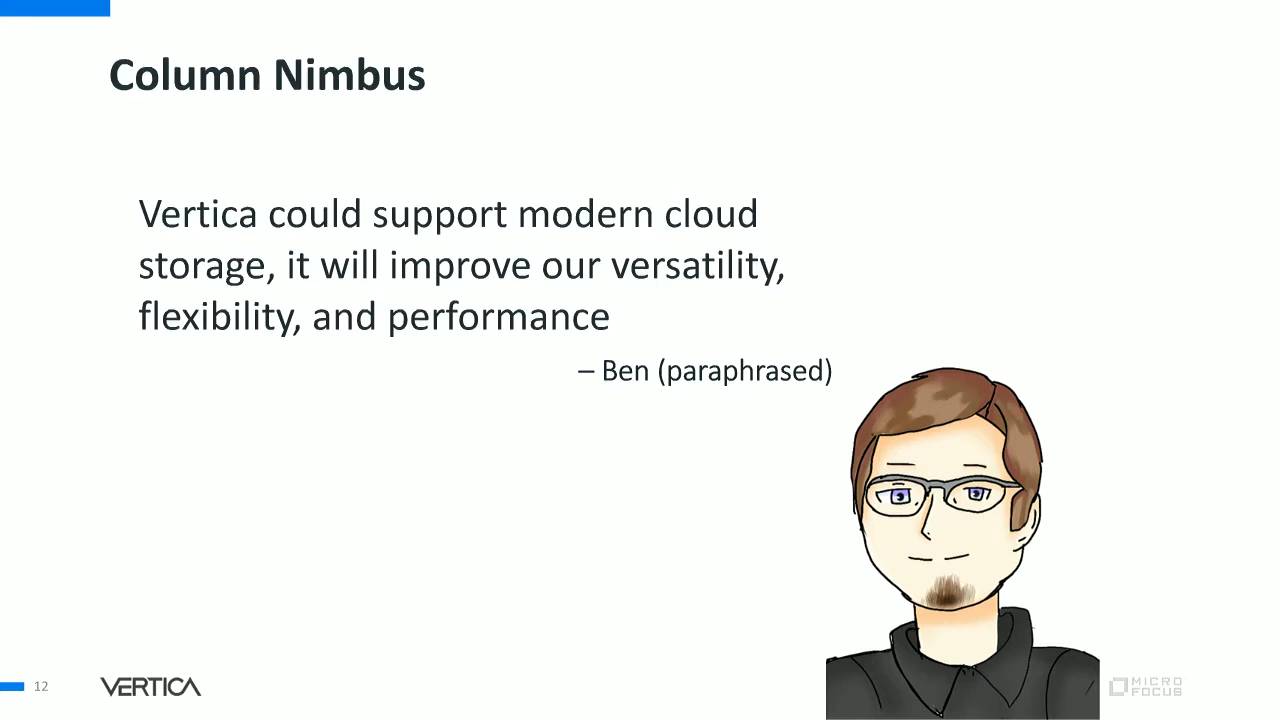 Column Nimbus
Vertica could support modern cloud
storage, it will improve our versatility,
flexibility, and performance
– Ben (paraphrased)
12
VERTICA
MICRO
FOCUS